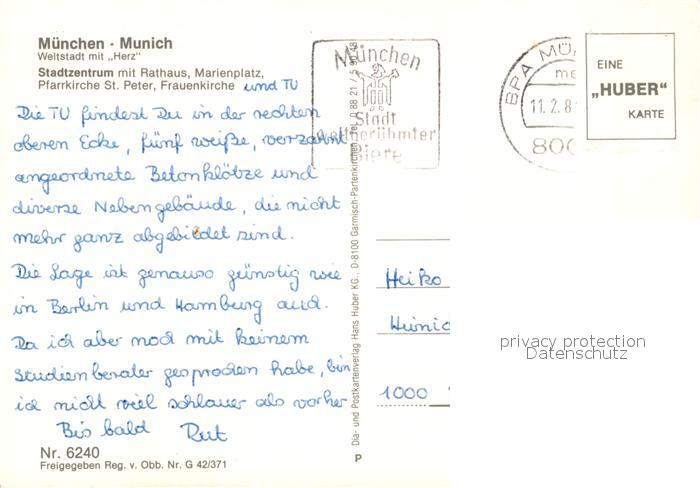 München · Munich
Weltstadt mit „Herz"
Stadtzentrum mit Rathaus, Marienplatz,
Pfarrkirche St. Peter, Frauenkirche und TU
Die TU findest Du in der rechten
oberen Ecke, fünf weiße, verzahnt
angeordnete Betonklötze und
diverse Nebengebäude, die nicht
mehr ganz abgebildet sind.
Die Lage ist genauso günstig wie
in Berlin und Hamburg auch.
Da ich aber noch mit keinem
Studienberater gesprochen habe, bin
ich nicht viel schlauer als vorher
Bis bald Rut
Nr. 6240
Freigegeben Reg. v. Obb. Nr. G 42/371
München
Stadt
weltberühmter
Biere
Dia- und Postkartenverlag Hans Huber KG., D-8100 Garmisch-Partenkirchen
P
BPA MÜ
11.2.8
800
EINE
„HUBER"
KARTE
Heiko
1000
privacy protection
Datenschutz